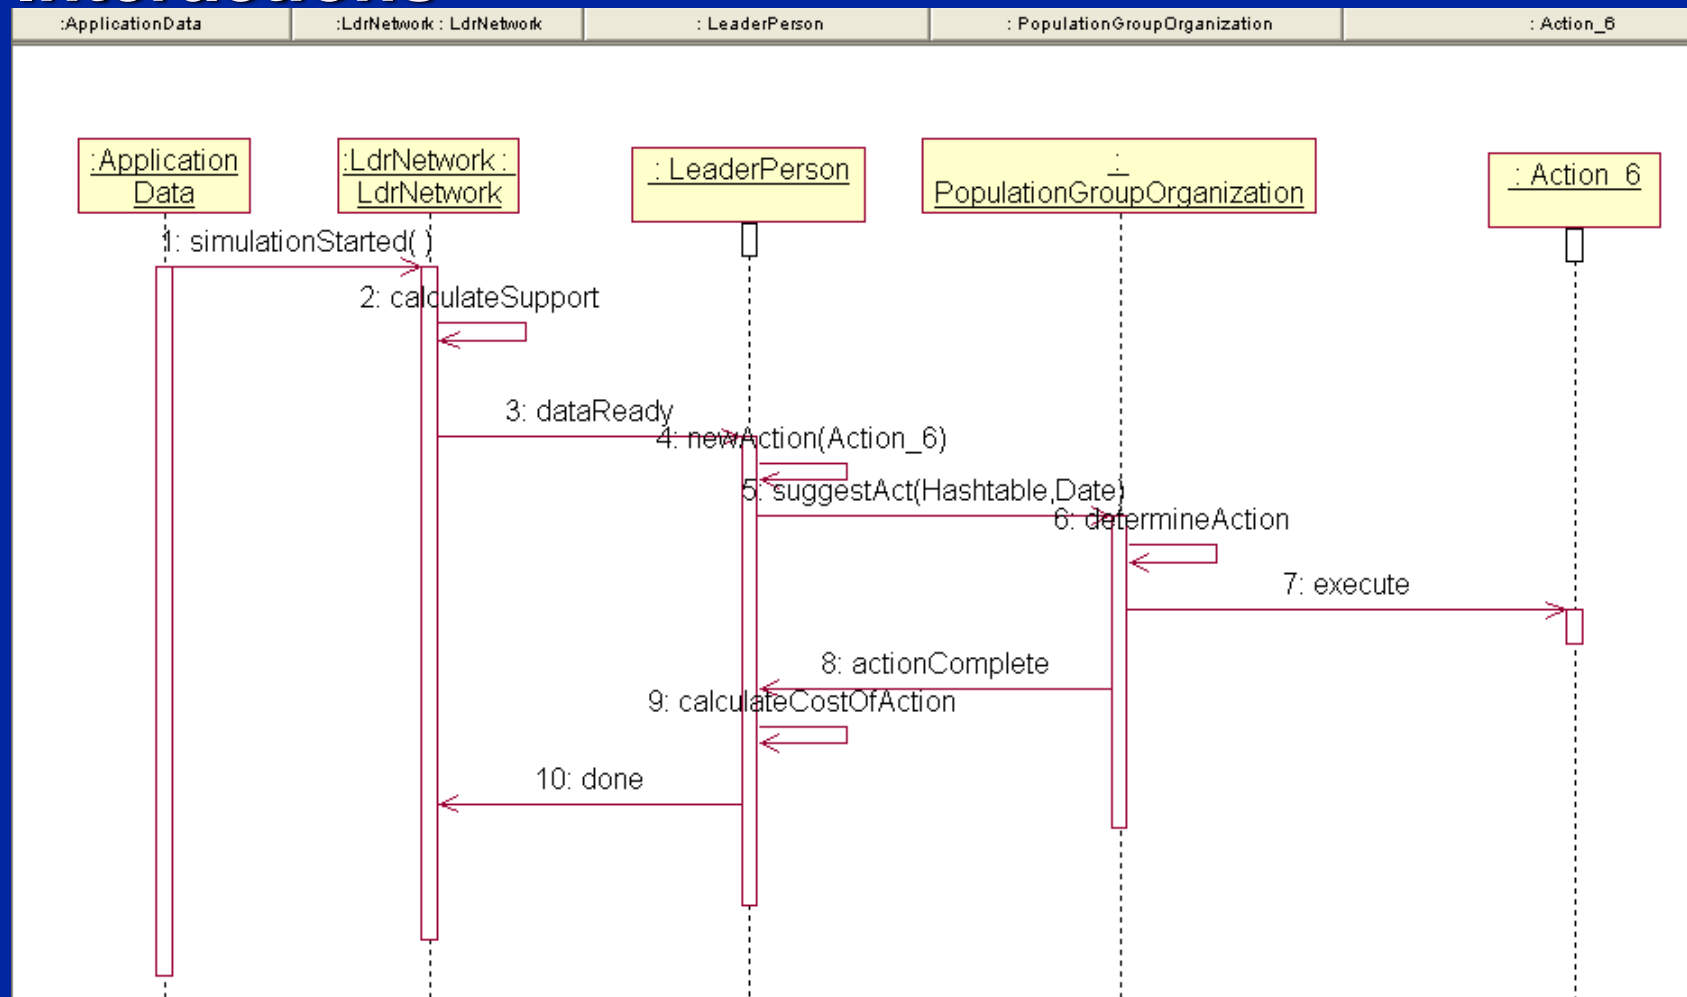 :ApplicationData
:LdrNetwork : LdrNetwork
: LeaderPerson
: PopulationGroupOrganization
: Action_6
:Application
Data
:LdrNetwork :
LdrNetwork
: LeaderPerson
:
PopulationGroupOrganization
: Action_6
1: simulationStarted( )
2: calculateSupport
3: dataReady
4: newAction(Action_6)
5: suggestAct(Hashtable,Date)
6: determineAction
7: execute
8: actionComplete
9: calculateCostOfAction
10: done